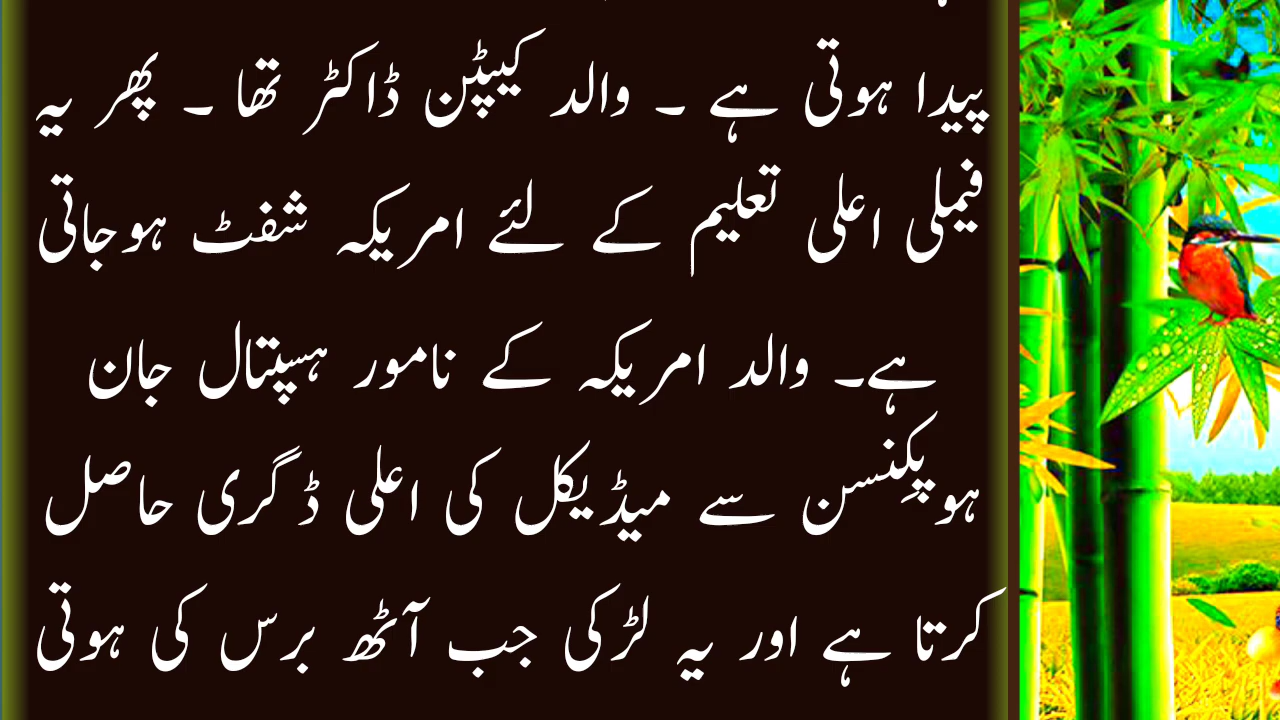 پیدا ہوتی ہے ۔ والد کیپٹن ڈاکٹر تھا ۔ پھر یہ
فیملی اعلی تعلیم کے لئے امریکہ شفٹ ہوجاتی
ہے۔ والد امریکہ کے نامور ہسپتال جان
ہوپکنسن سے میڈیکل کی اعلی ڈگری حاصل
کرتا ہے اور یہ لڑکی جب آٹھ برس کی ہوتی